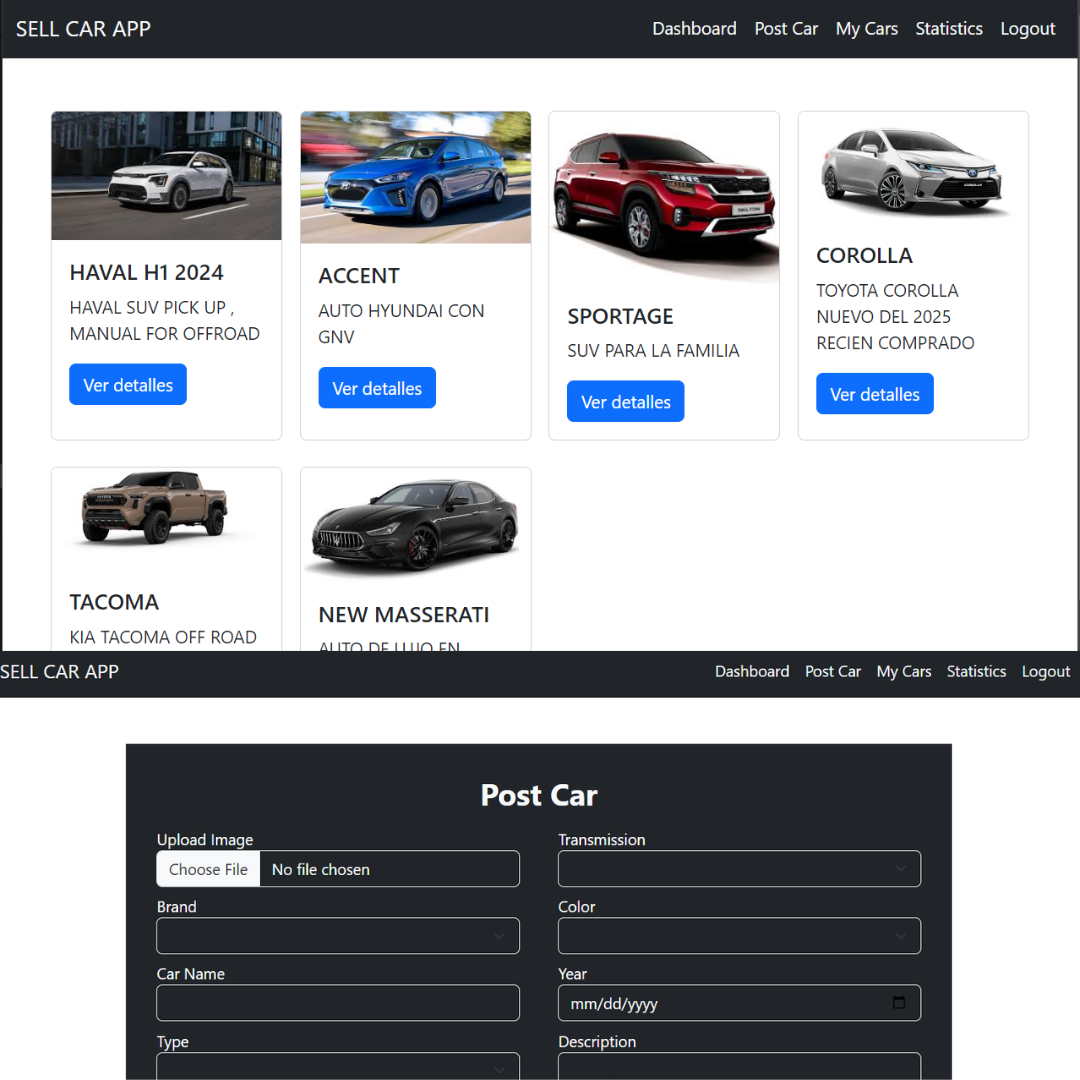 SELL CAR APP
Dashboard Post Car My Cars Statistics Logout
HAVAL H1 2024
HAVAL SUV PICK UP ,
MANUAL FOR OFFROAD
Ver detalles
ACCENT
AUTO HYUNDAI CON
GNV
Ver detalles
SPORTAGE
SUV PARA LA FAMILIA
Ver detalles
COROLLA
TOYOTA COROLLA
NUEVO DEL 2025
RECIEN COMPRADO
Ver detalles
TACOMA
KIA TACOMA OFF ROAD
NEW MASSERATI
AUTO DE LUJO EN
SELL CAR APP
Dashboard Post Car My Cars Statistics Logout
Post Car
Upload Image
Choose File No file chosen
Brand
Car Name
Type
Transmission
Color
Year
mm/dd/yyyy
Description